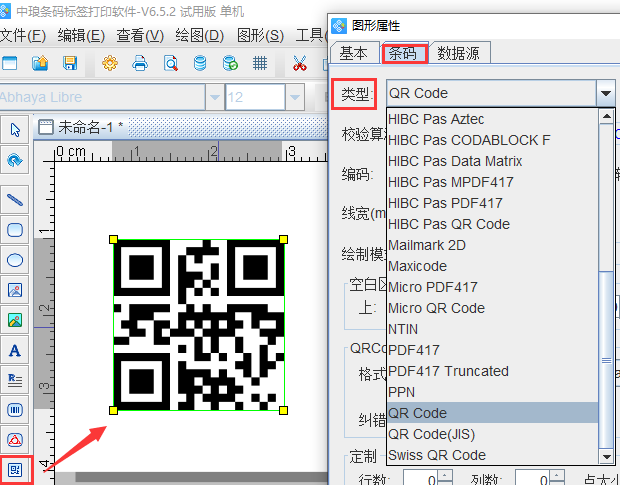 中琅条码标签打印软件-V6.5.2 试用版 单机
文件(F) 编辑(E) 查看(V) 绘图(D) 图形(S) 工具
Abhaya Libre 12
未命名-1 *
0 cm 1 2 3
1
2
3
4
A
R
图形属性
基本 条码 数据源
类型: QR Code
HIBC Pas Aztec
HIBC Pas CODABLOCK F
HIBC Pas Data Matrix
HIBC Pas MPDF417
HIBC Pas PDF417
HIBC Pas QR Code
Mailmark 2D
Maxicode
Micro PDF417
Micro QR Code
NTIN
PDF417
PDF417 Truncated
PPN
QR Code
QR Code(JIS)
Swiss QR Code
校验算
编码:
线宽(m
绘制模
空白
上:
QRCo
格式
纠错
定制
行数: 0 列数: 0 点大